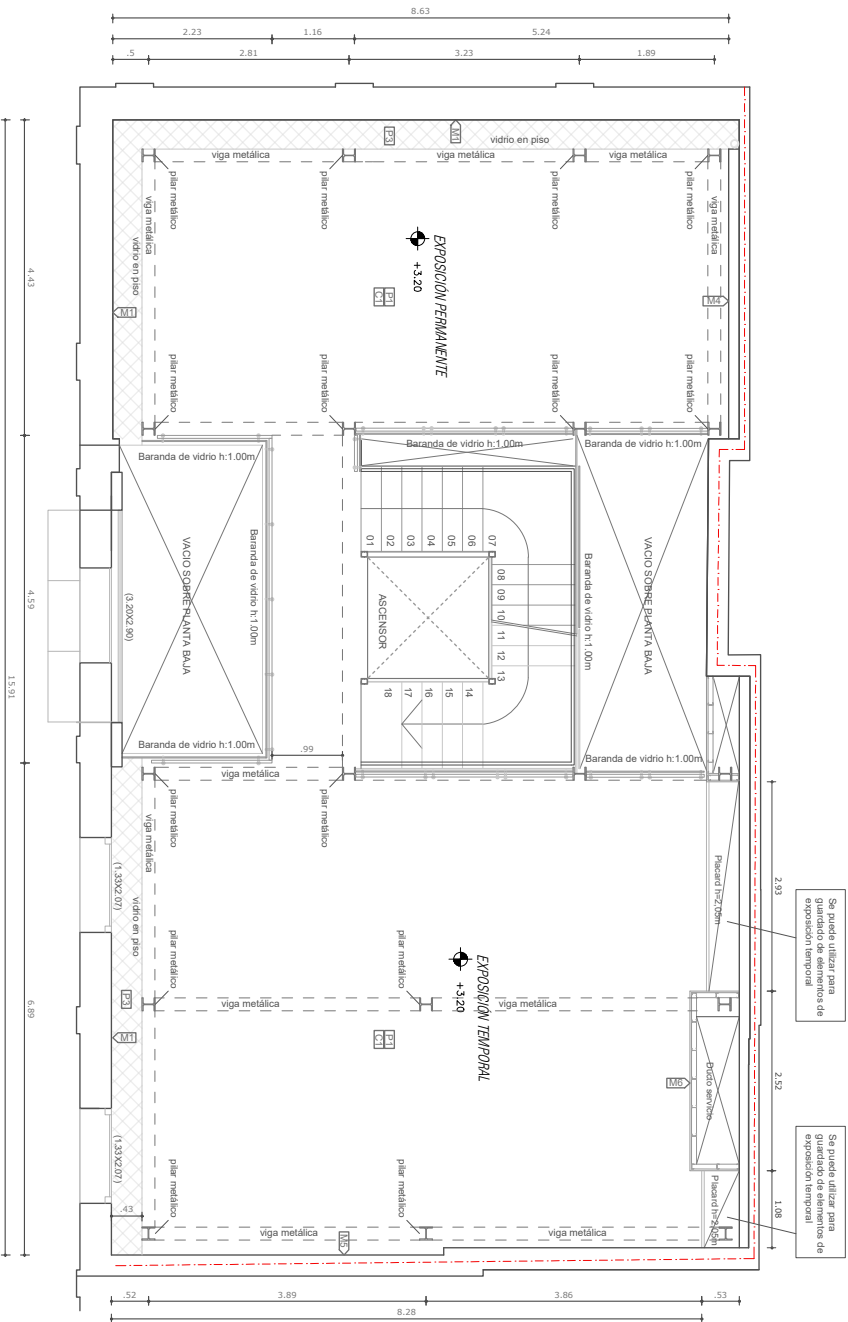 8.63
2.23
1.16
5.24
.5
2.81
3.23
1.89
P3
M1
vidrio en piso
viga metálica
viga metálica
viga metálica
pilar metálico
pilar metálico
pilar metálico
pilar metálico
viga metálica
vidrio en piso
viga metálica
EXPOSICIÓN PERMANENTE
+3.20
P1
C1
M1
M4
4.43
pilar metálico
pilar metálico
pilar metálico
pilar metálico
Baranda de vidrio h:1.00m
Baranda de vidrio h:1.00m
Baranda de vidrio h:1.00m
Baranda de vidrio h:1.00m
Baranda de vidrio h:1.00m
VACIO SOBRE PLANTA BAJA
VACIO SOBRE PLANTA BAJA
01
02
03
04
05
06
07
08
09
10
11
12
13
14
15
16
17
18
ASCENSOR
(3.20X2.90)
4.59
15.91
Baranda de vidrio h:1.00m
.99
Baranda de vidrio h:1.00m
viga metálica
pilar metálico
pilar metálico
viga metálica
vidrio en piso
(1.33X2.07)
Placard h=2,05m
2.93
Se puede utilizar para
guardado de elementos de
exposición temporal
pilar metálico
pilar metálico
EXPOSICIÓN TEMPORAL
+3.20
P3
viga metálica
viga metálica
6.89
M1
P1
C1
M6
Ducto servicio
2.52
Se puede utilizar para
guardado de elementos de
exposición temporal
(1.33X2.07)
pilar metálico
pilar metálico
Placard h=2,05m
1.08
.43
viga metálica
M5
viga metálica
.52
3.89
3.86
.53
8.28